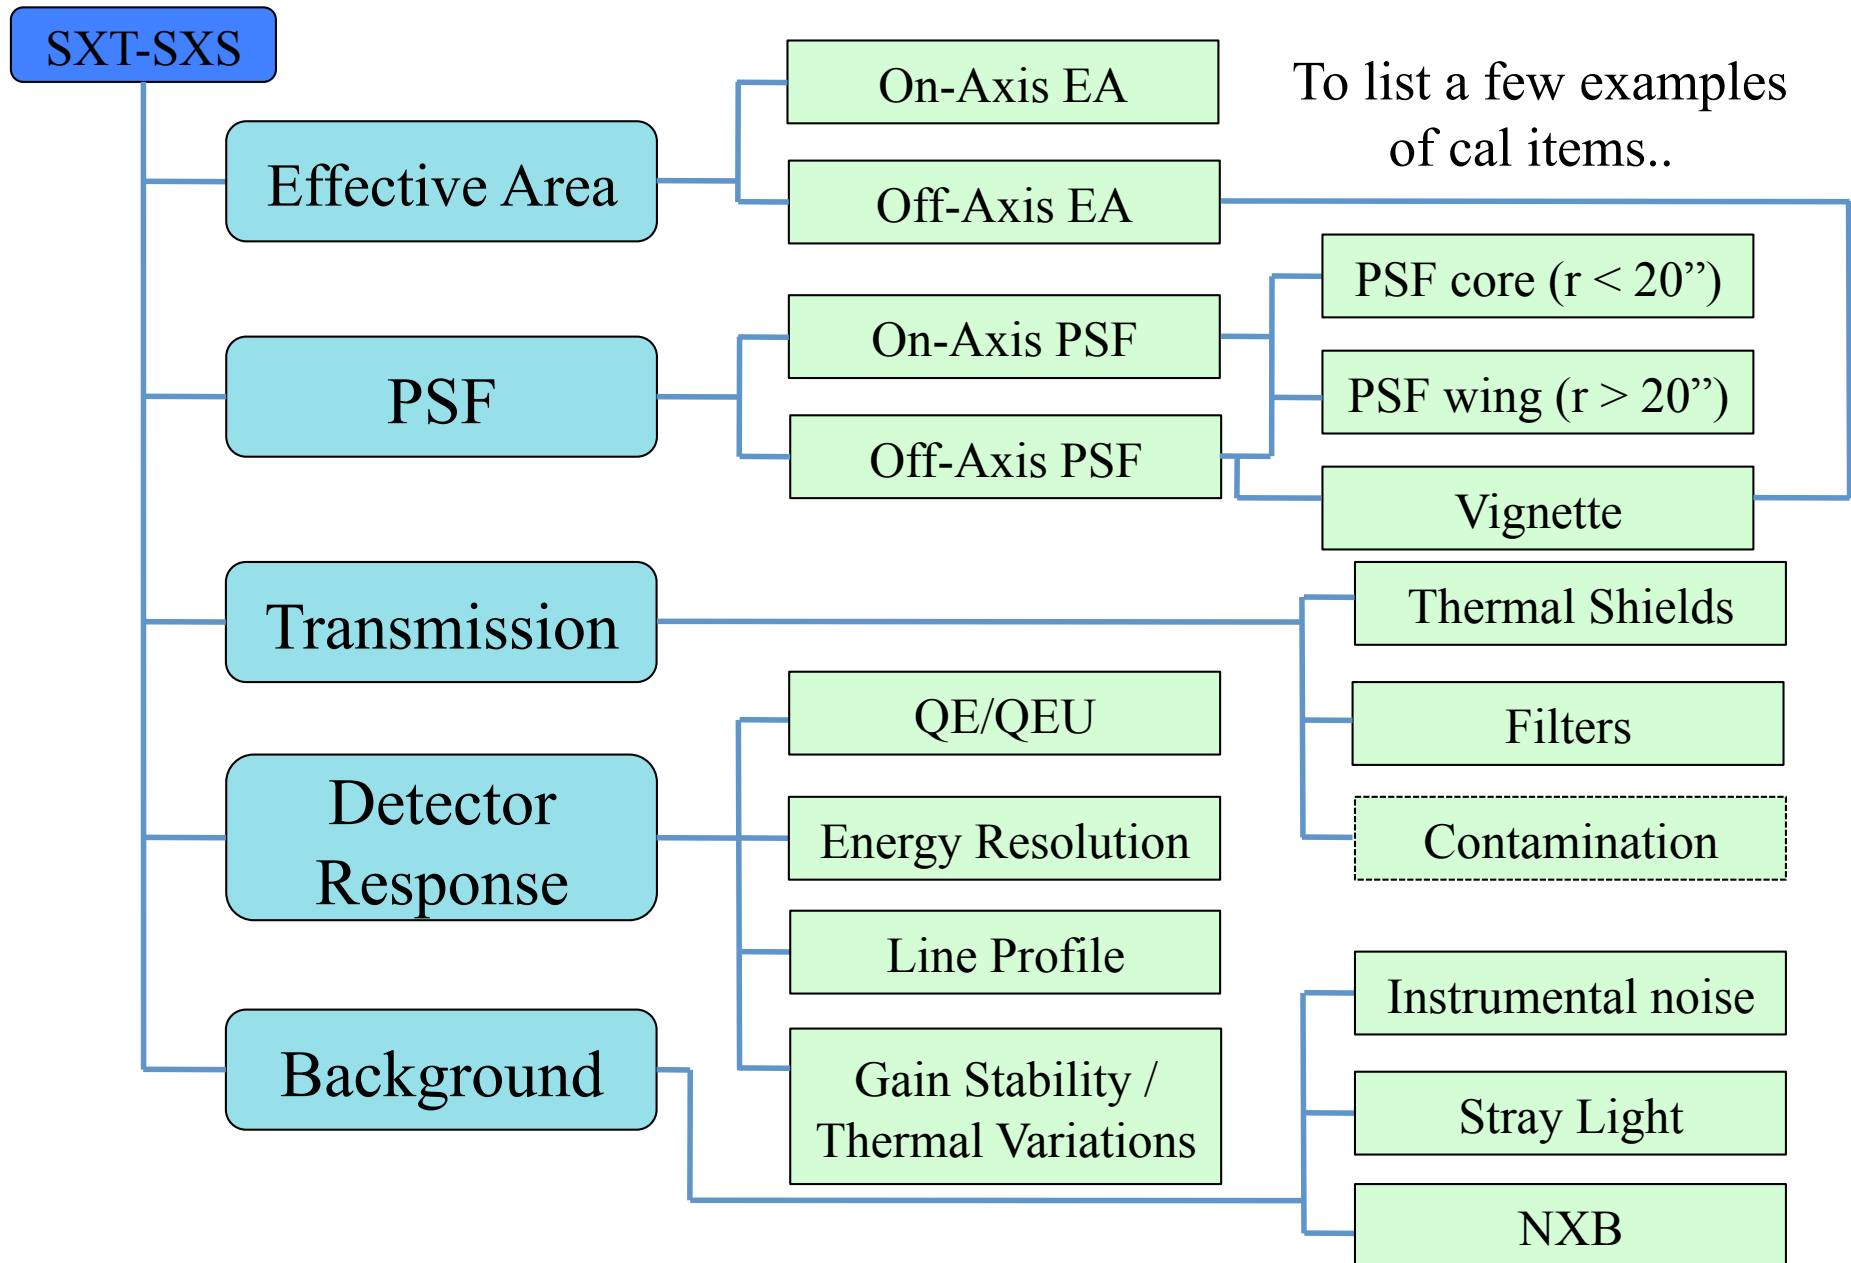 SXT-SXS
To list a few examples
of cal items..
Effective Area
On-Axis EA
Off-Axis EA
PSF
On-Axis PSF
Off-Axis PSF
PSF core (r < 20”)
PSF wing (r > 20”)
Vignette
Transmission
Thermal Shields
Filters
Contamination
Detector
Response
QE/QEU
Energy Resolution
Line Profile
Gain Stability /
Thermal Variations
Background
Instrumental noise
Stray Light
NXB